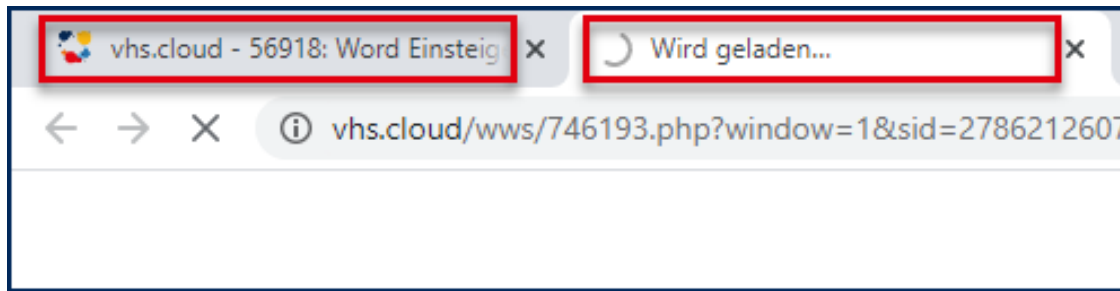 vhs.cloud - 56918: Word Einsteig
Wird geladen...
vhs.cloud/wws/746193.php?window=1&sid=2786212607